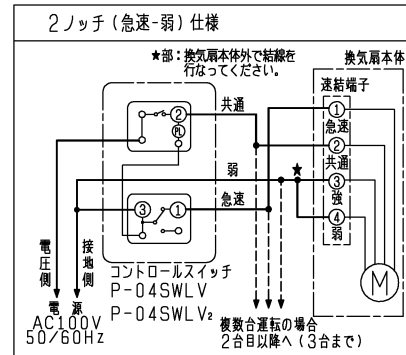 2ノッチ(急速-弱)仕様
★部:換気扇本体外で結線を
行なってください。
換気扇本体
速結端子
共通
②
PL
①
急速
②
共通
弱
★
③
強
③
①
急速
④
弱
M
電圧側
接地側
コントロールスイッチ
P-04SWLV
P-04SWLV₂
電源
AC100V
50/60Hz
複数台運転の場合
2台目以降へ(3台まで)